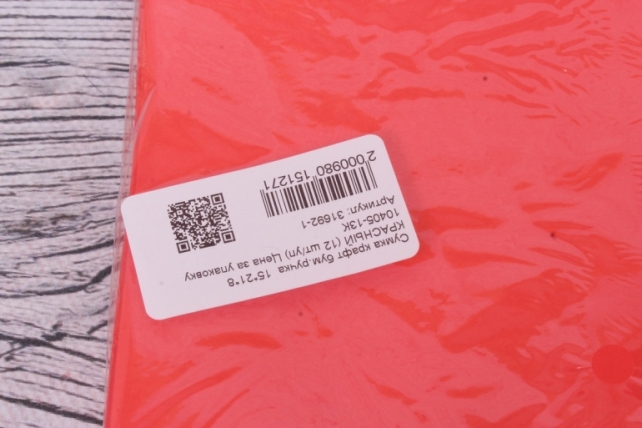 Сумка крафт бум.ручка 15*21*8
КРАСНЫЙ (12 шт/уп) Цена за упаковку
10405-13К
Артикул: 31692-1
2 000980 151271